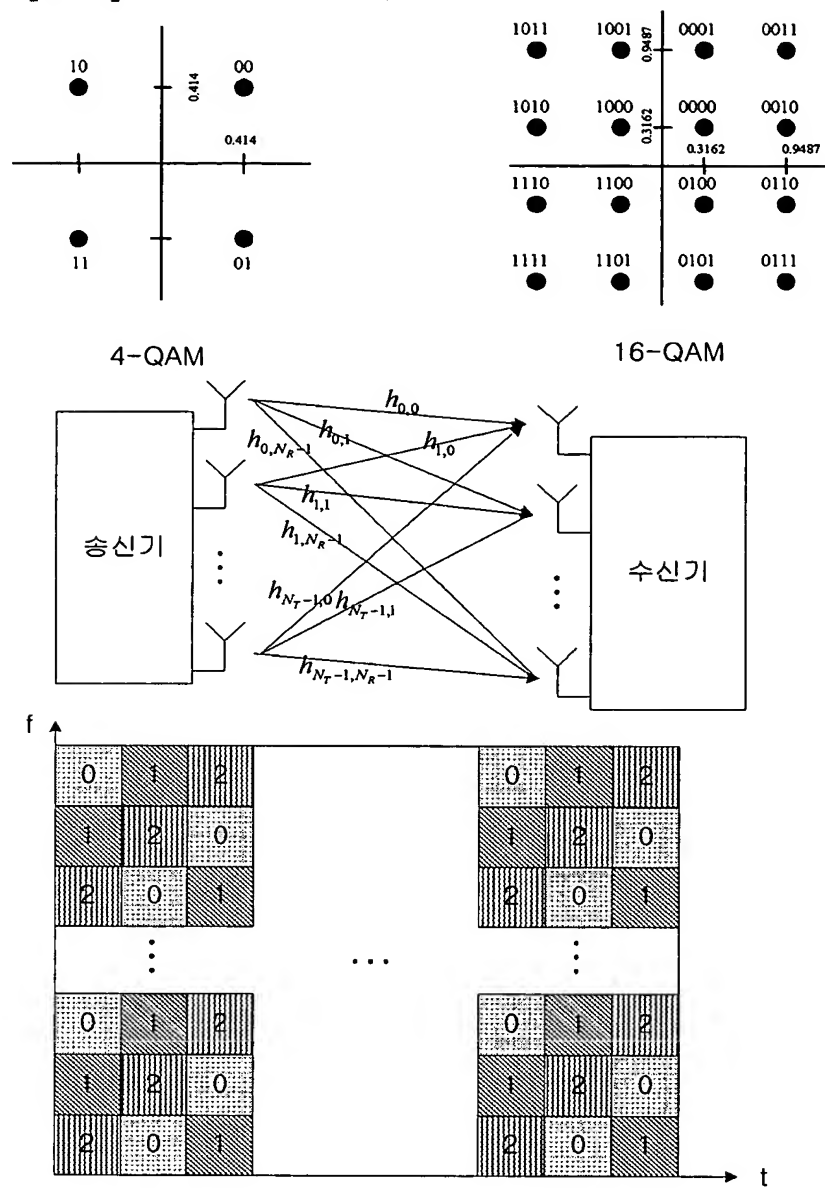 10 00
0.414
0.414
11 01
4-QAM
1011 1001 0001 0011
0.9487
1010 1000 0000 0010
0.3162
0.3162 0.9487
1110 1100 0100 0110
1111 1101 0101 0111
16-QAM
송신기
h0,0
h0,1
h0,NR-1
h1,0
h1,1
h1,NR-1
hNT-1,0
hNT-1,1
hNT-1,NR-1
수신기
f
0 1 2 0 1 2
1 2 0 1 2 0
2 0 1 2 0 1
⋮ ... ⋮
0 1 2 0 1 2
1 2 0 1 2 0
2 0 1 2 0 1
t